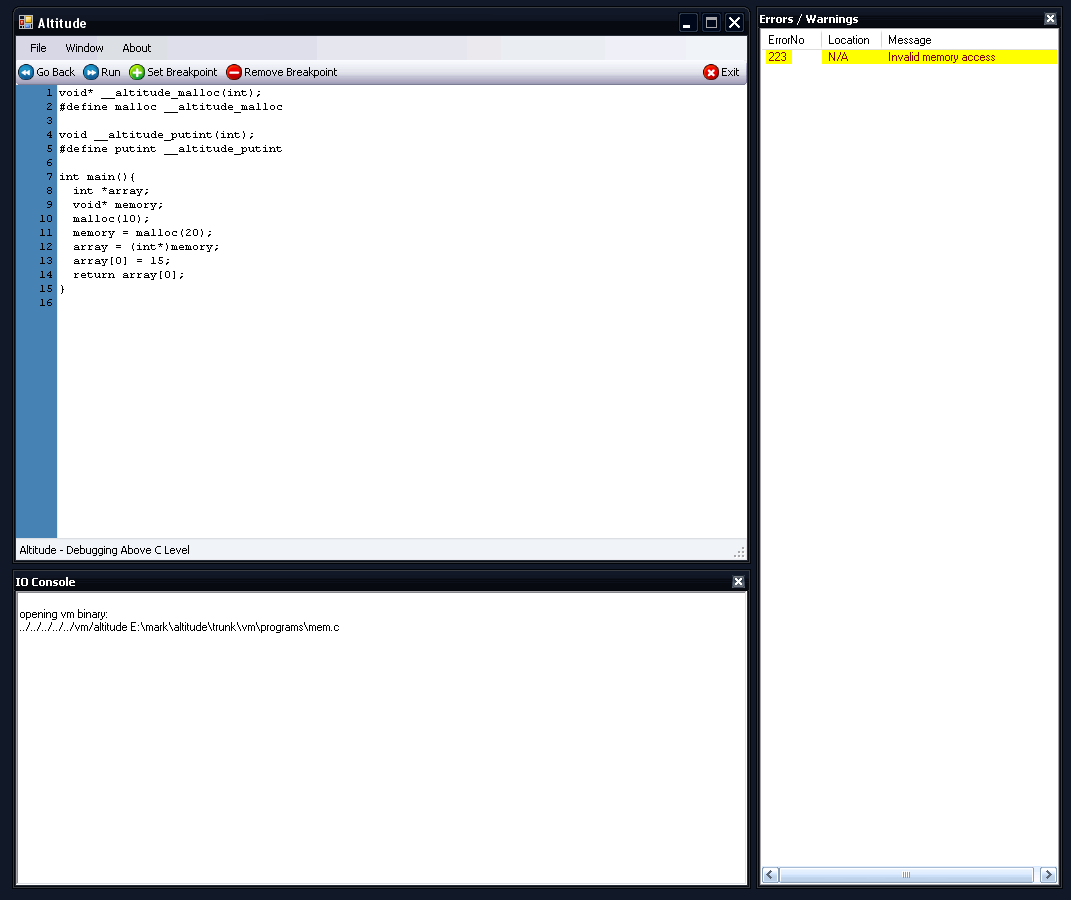 Altitude
File Window About
Go Back Run Set Breakpoint Remove Breakpoint Exit
1 void* __altitude_malloc(int);
2 #define malloc __altitude_malloc
3
4 void __altitude_putint(int);
5 #define putint __altitude_putint
6
7 int main(){
8   int *array;
9   void* memory;
10   malloc(10);
11   memory = malloc(20);
12   array = (int*)memory;
13   array[0] = 15;
14   return array[0];
15 }
16
Altitude - Debugging Above C Level
IO Console
opening vm binary:
../../../../../vm/altitude E:\mark\altitude\trunk\vm\programs\mem.c
Errors / Warnings
ErrorNo Location Message
223 N/A Invalid memory access